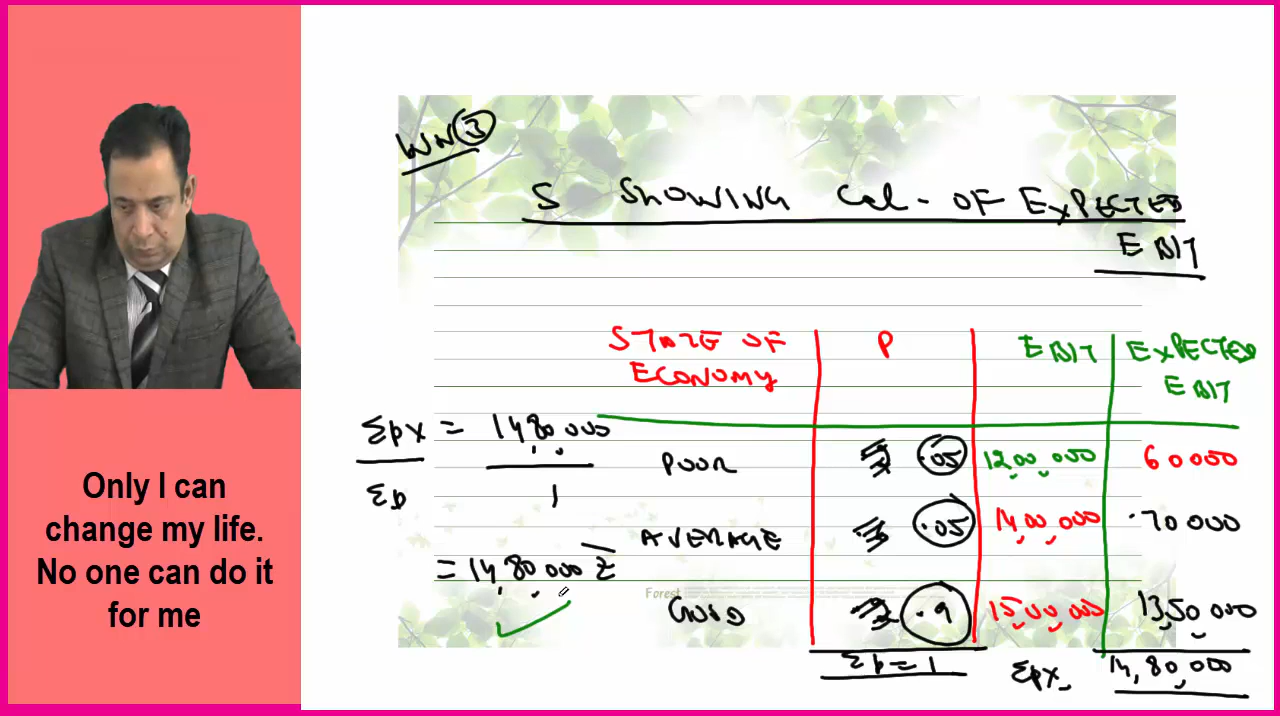 WN 3
S SHOWING Cal - OF EXPECTED
EBIT
STATE OF ECONOMY P EBIT EXPECTED EBIT
POOR .05 12,00,000 60000
AVERAGE .05 14,00,000 70000
GOOD .9 15,00,000 13,50,000
Σp = 1 Σpx 14,80,000
Σpx = 14,80,000
Σp 1
= 14,80,000
Forest
Only I can
change my life.
No one can do it
for me